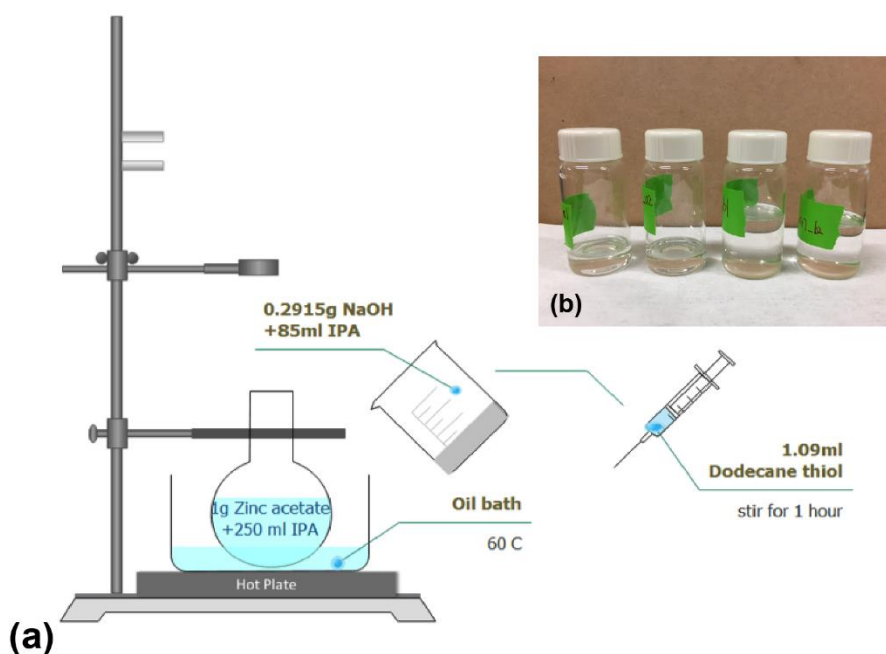 0.2915g NaOH
+85ml IPA
1.09ml
Dodecane thiol
stir for 1 hour
1g Zinc acetate
+250 ml IPA
Oil bath
60 C
Hot Plate
(a)
(b)